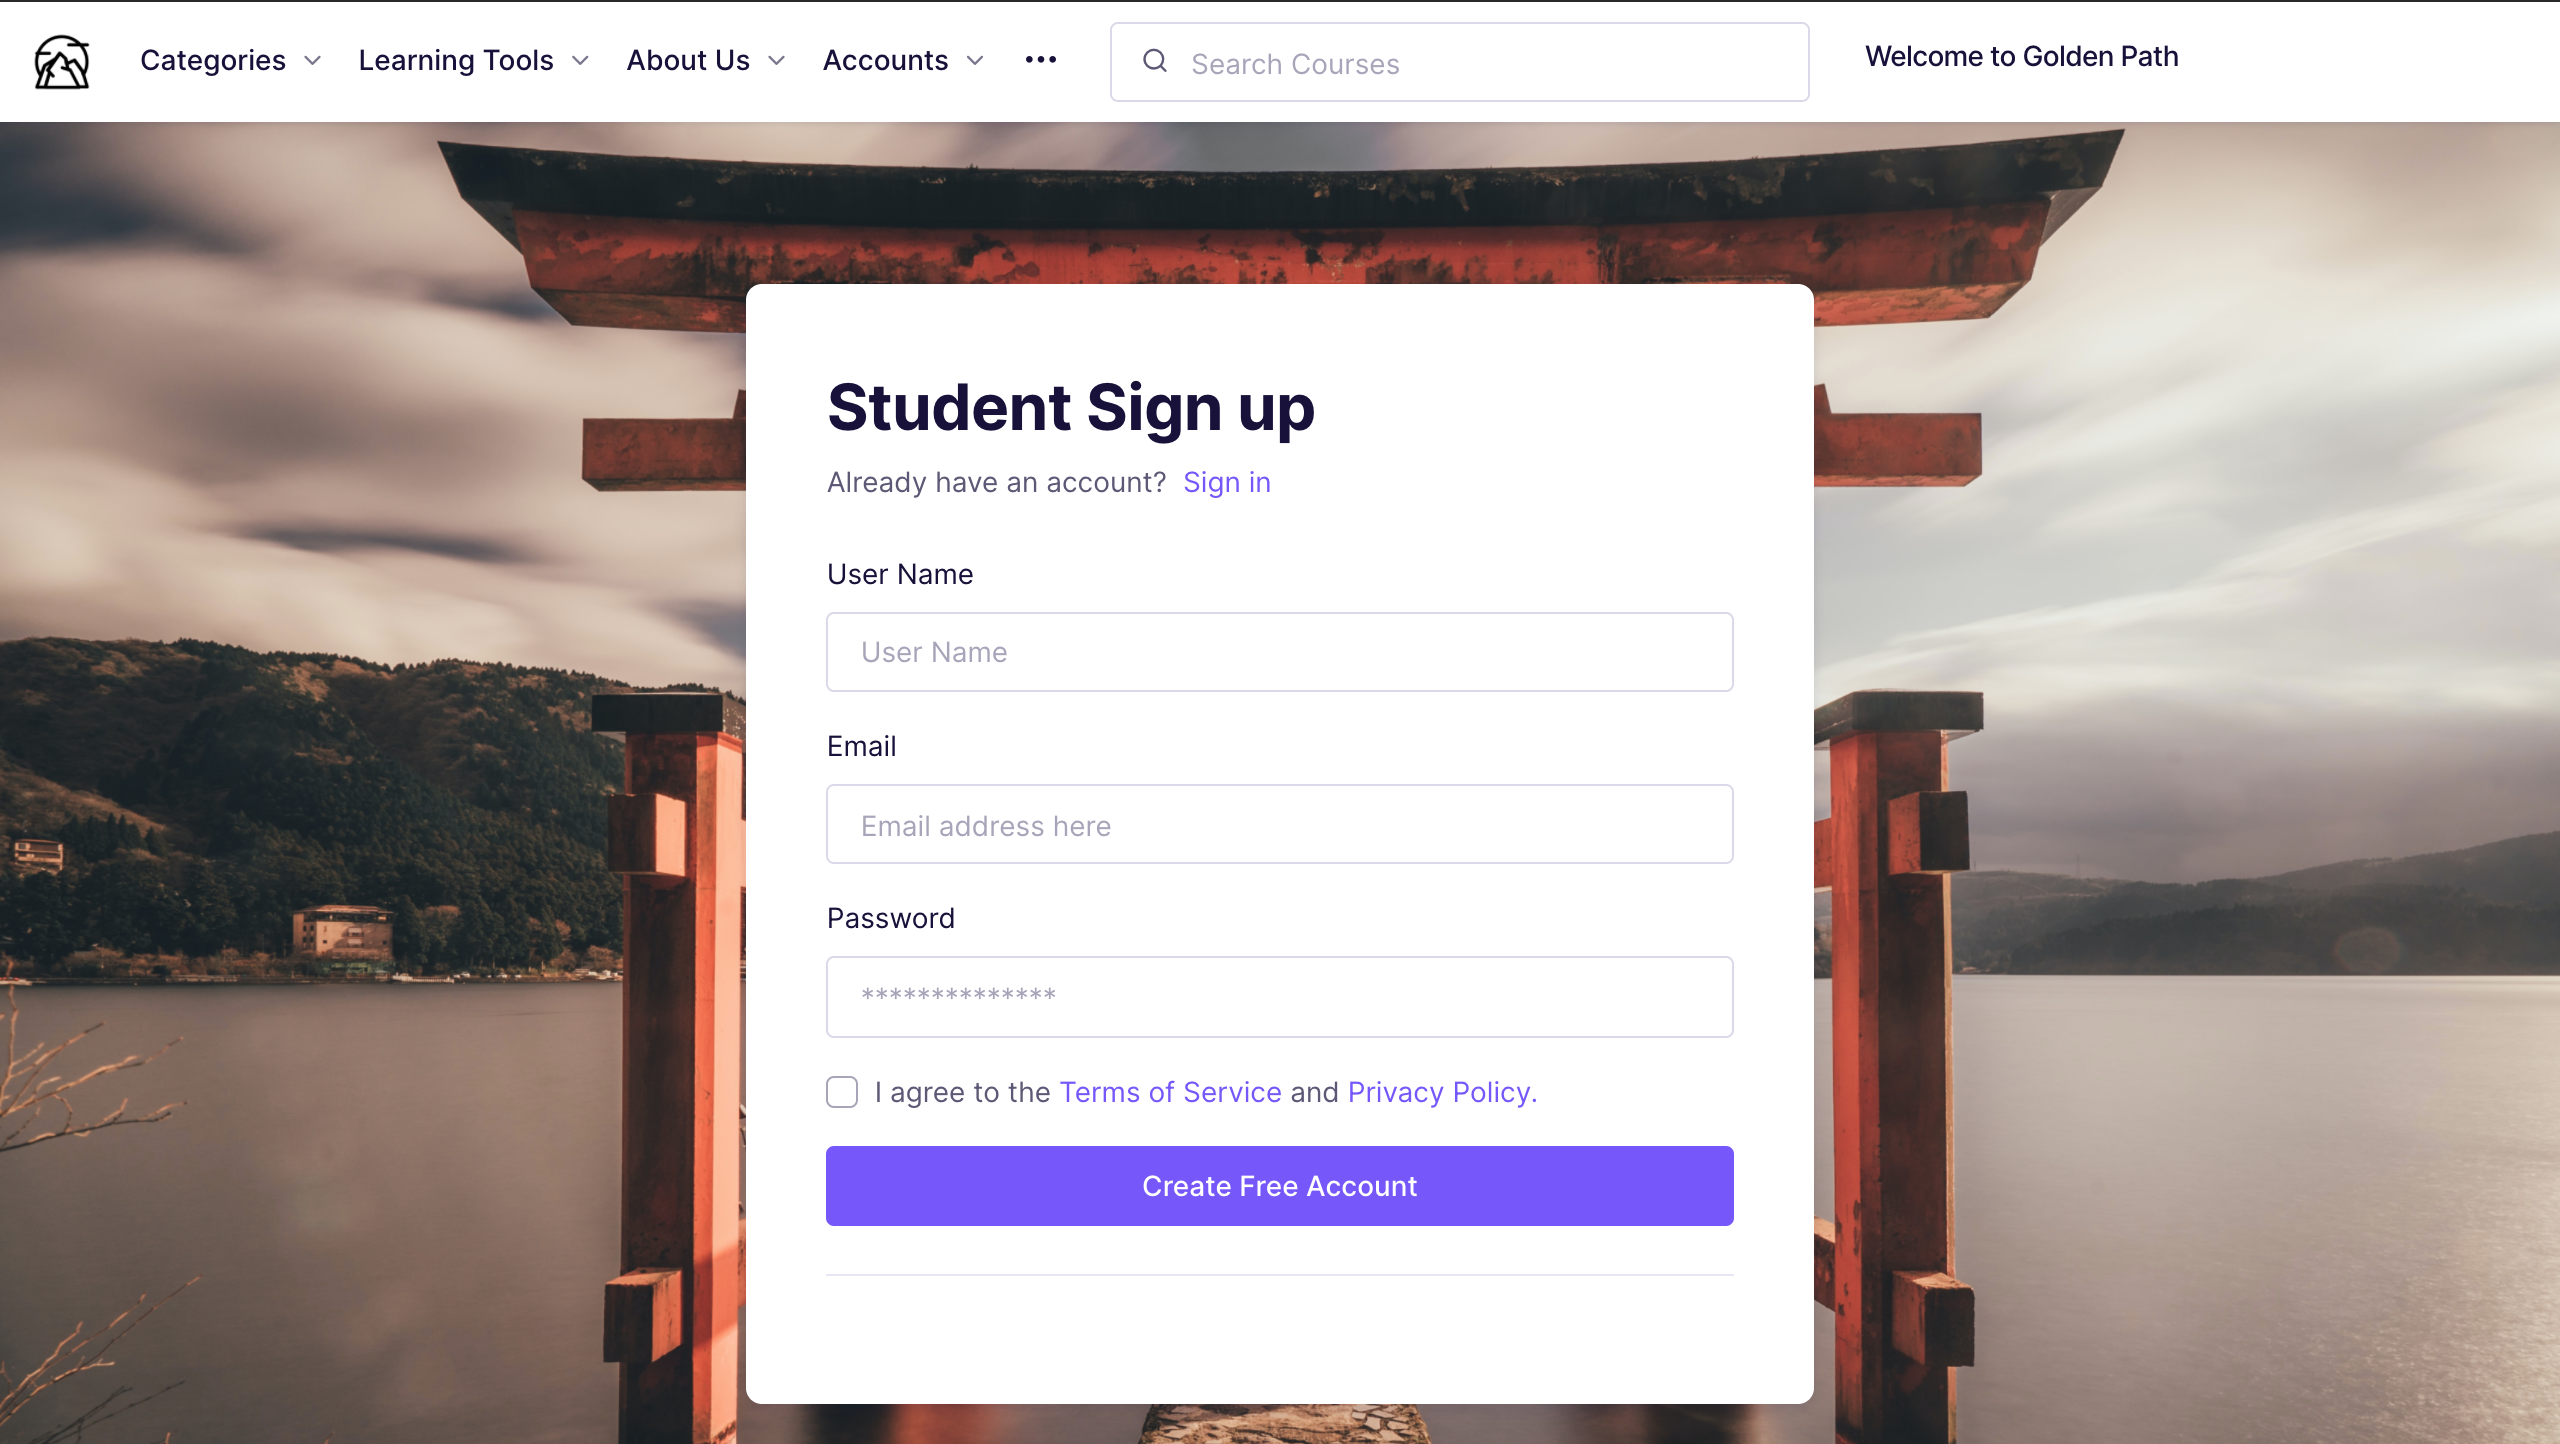 Categories Learning Tools About Us Accounts ••• Search Courses Welcome to Golden Path
Student Sign up
Already have an account? Sign in
User Name
User Name
Email
Email address here
Password
**************
I agree to the Terms of Service and Privacy Policy.
Create Free Account